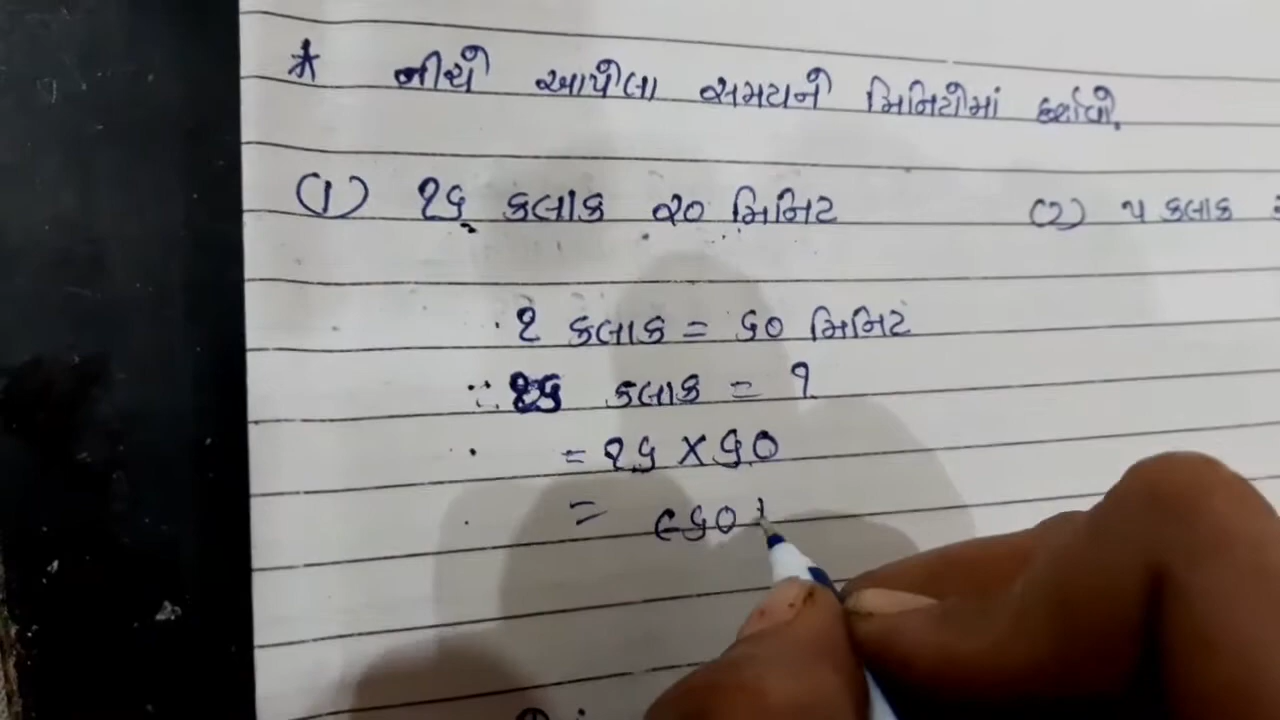 * નીચે આપેલા સમયને મિનિટોમાં દર્શાવો.
(1) ૧૬ કલાક ૨૦ મિનિટ (2) ૫ કલાક
૧ કલાક = ૬૦ મિનિટ
∴ ૧૬ કલાક = ?
= ૧૬ × ૬૦
= ૯૬૦